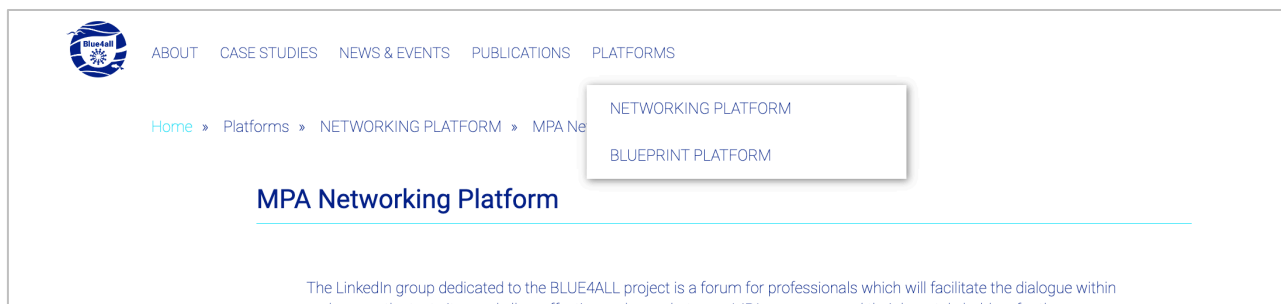 Blue4all
ABOUT CASE STUDIES NEWS & EVENTS PUBLICATIONS PLATFORMS
NETWORKING PLATFORM
Home » Platforms » NETWORKING PLATFORM » MPA Ne
BLUEPRINT PLATFORM
MPA Networking Platform
The LinkedIn group dedicated to the BLUE4ALL project is a forum for professionals which will facilitate the dialogue within